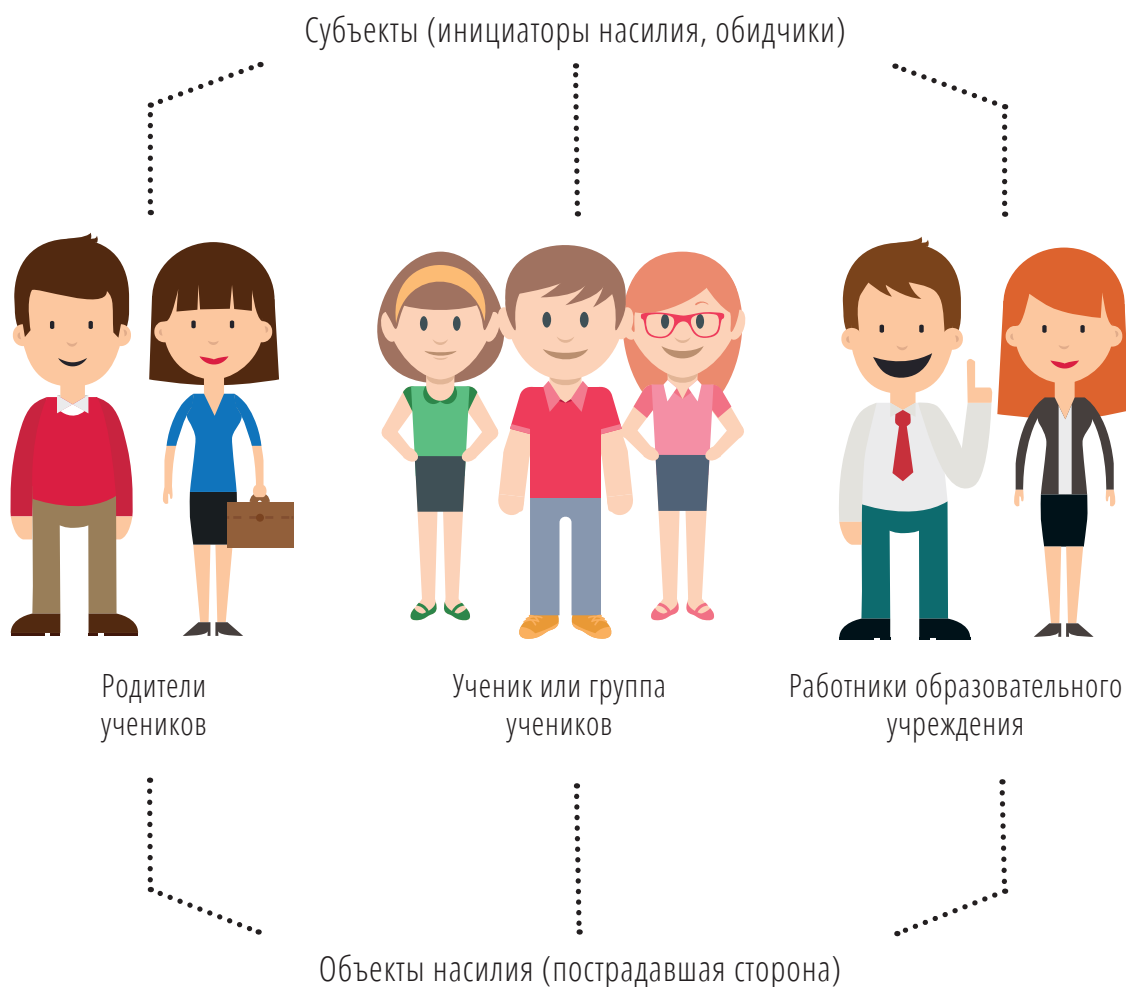 Субъекты (инициаторы насилия, обидчики)
Родители
учеников
Ученик или группа
учеников
Работники образовательного
учреждения
Объекты насилия (пострадавшая сторона)